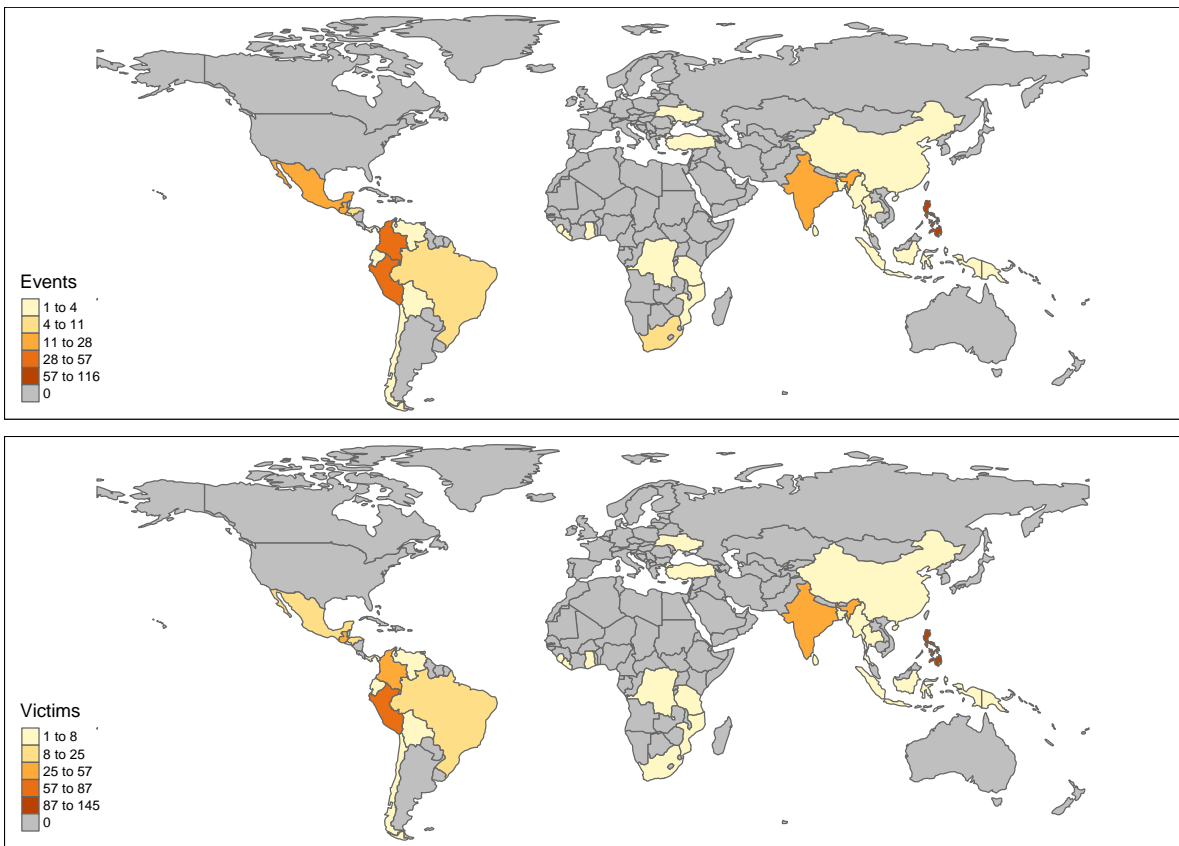 Events
1 to 4
4 to 11
11 to 28
28 to 57
57 to 116
0
Victims
1 to 8
8 to 25
25 to 57
57 to 87
87 to 145
0